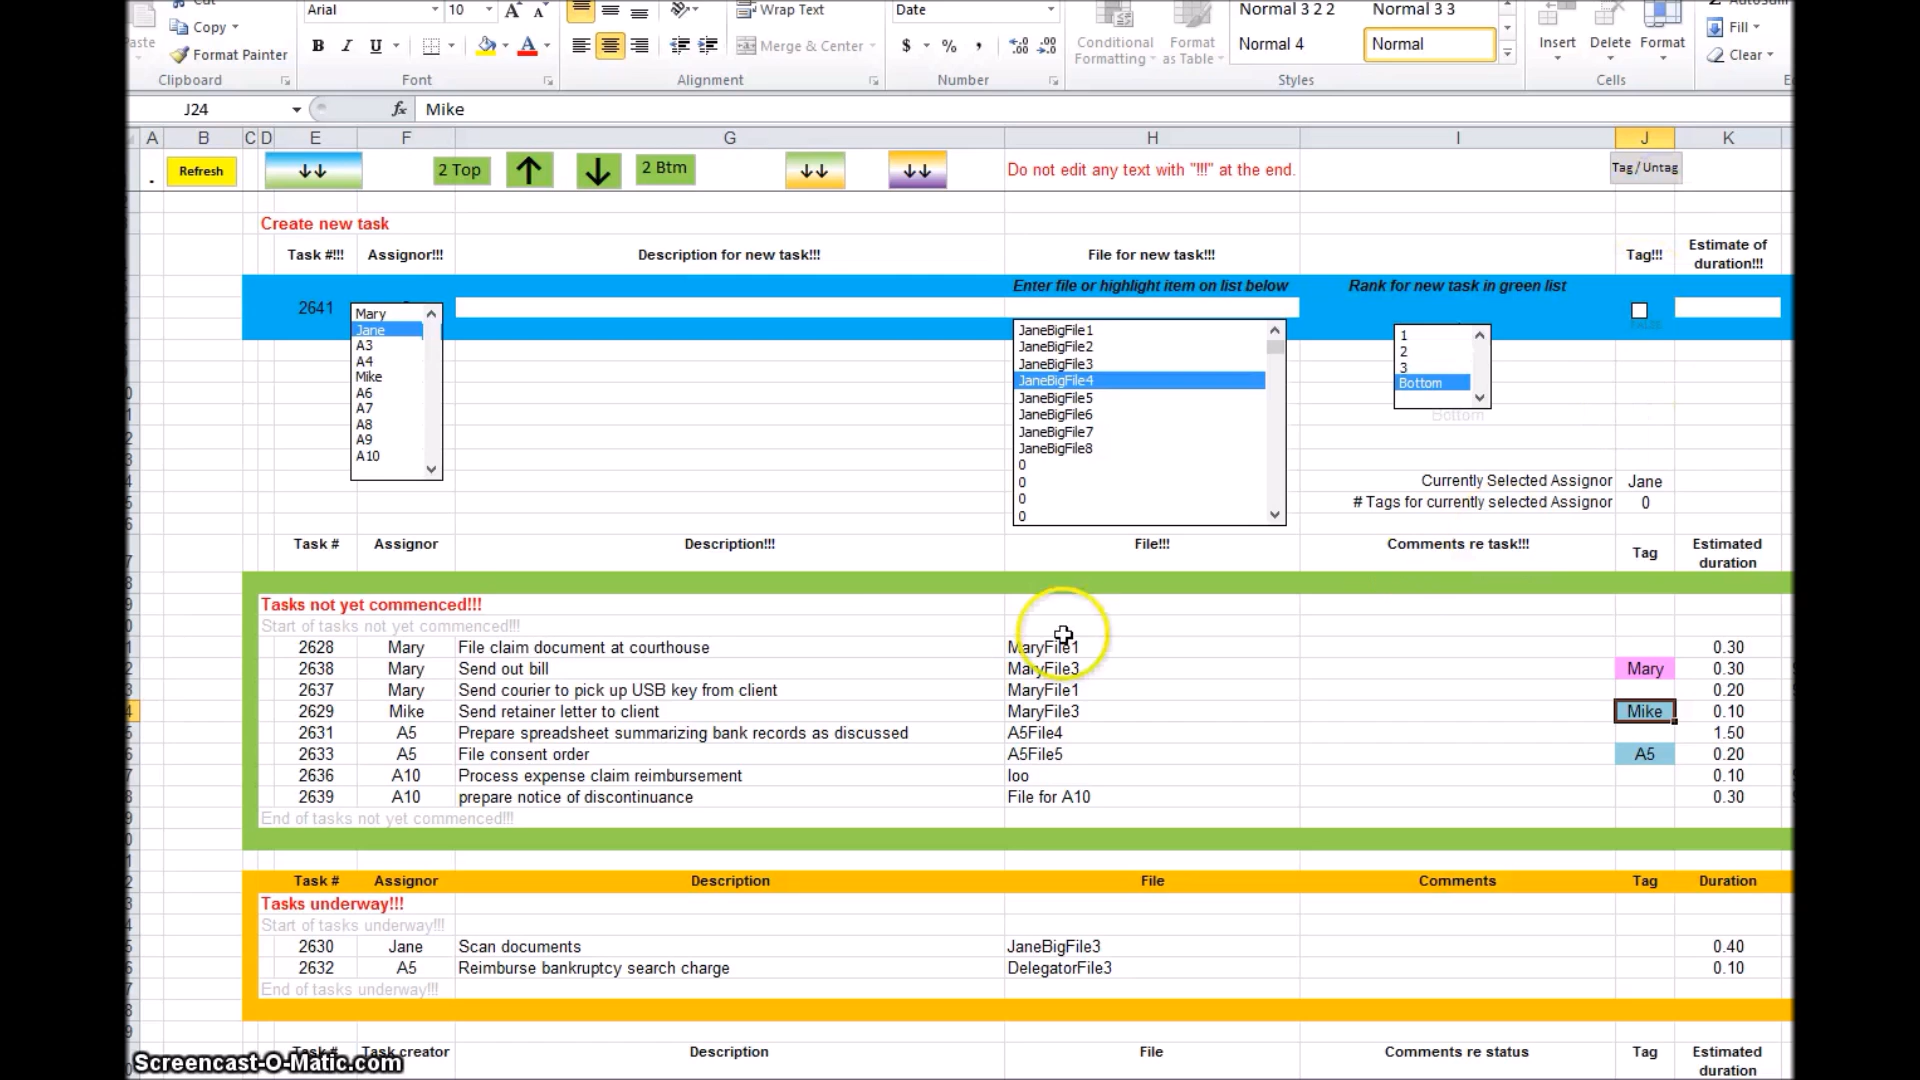 Cut
Arial 10 A A Wrap Text Date Normal 3 2 2 Normal 3 3 AutoSum
Paste Copy Fill
Format Painter B I U A Merge & Center $ % , .00 .0 Conditional Formatting Format as Table Normal 4 Normal Insert Delete Format Clear
Clipboard Font Alignment Number Styles Cells
J24 fx Mike
A B C D E F G H I J K
. Refresh ↓↓ 2 Top ↑ ↓ 2 Btm ↓↓ ↓↓ Do not edit any text with "!!!" at the end. Tag / Untag
Create new task
Task #!!! Assignor!!! Description for new task!!! File for new task!!! Tag!!! Estimate of duration!!!
Enter file or highlight item on list below Rank for new task in green list
2641
Mary
Jane
A3
A4
Mike
A6
A7
A8
A9
A10
JaneBigFile1
JaneBigFile2
JaneBigFile3
JaneBigFile4
JaneBigFile5
JaneBigFile6
JaneBigFile7
JaneBigFile8
0
0
0
0
1
2
3
Bottom
Bottom
Currently Selected Assignor Jane
# Tags for currently selected Assignor 0
Task # Assignor Description!!! File!!! Comments re task!!! Tag Estimated duration
Tasks not yet commenced!!!
Start of tasks not yet commenced!!!
2628 Mary File claim document at courthouse MaryFile1 0.30
2638 Mary Send out bill MaryFile3 Mary 0.30
2637 Mary Send courier to pick up USB key from client MaryFile1 0.20
2629 Mike Send retainer letter to client MaryFile3 Mike 0.10
2631 A5 Prepare spreadsheet summarizing bank records as discussed A5File4 1.50
2633 A5 File consent order A5File5 A5 0.20
2636 A10 Process expense claim reimbursement loo 0.10
2639 A10 prepare notice of discontinuance File for A10 0.30
End of tasks not yet commenced!!!
Task # Assignor Description File Comments Tag Duration
Tasks underway!!!
Start of tasks underway!!!
2630 Jane Scan documents JaneBigFile3 0.40
2632 A5 Reimburse bankruptcy search charge DelegatorFile3 0.10
End of tasks underway!!!
Task # Task creator Description File Comments re status Tag Estimated duration
Screencast-O-Matic.com